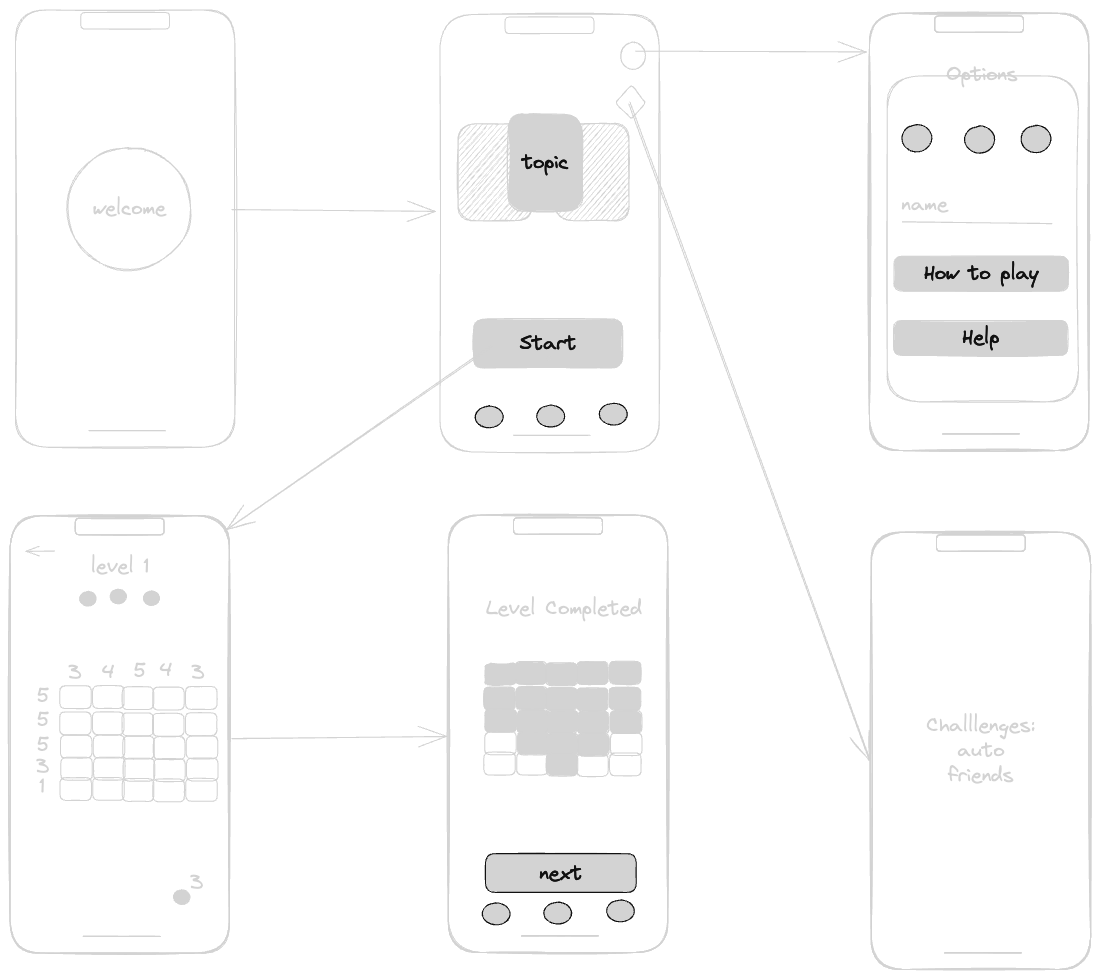 welcome
topic
Start
Options
name
How to play
Help
level 1
3 4 5 4 3
5
5
5
3
1
3
Level Completed
next
Challlenges:
auto
friends